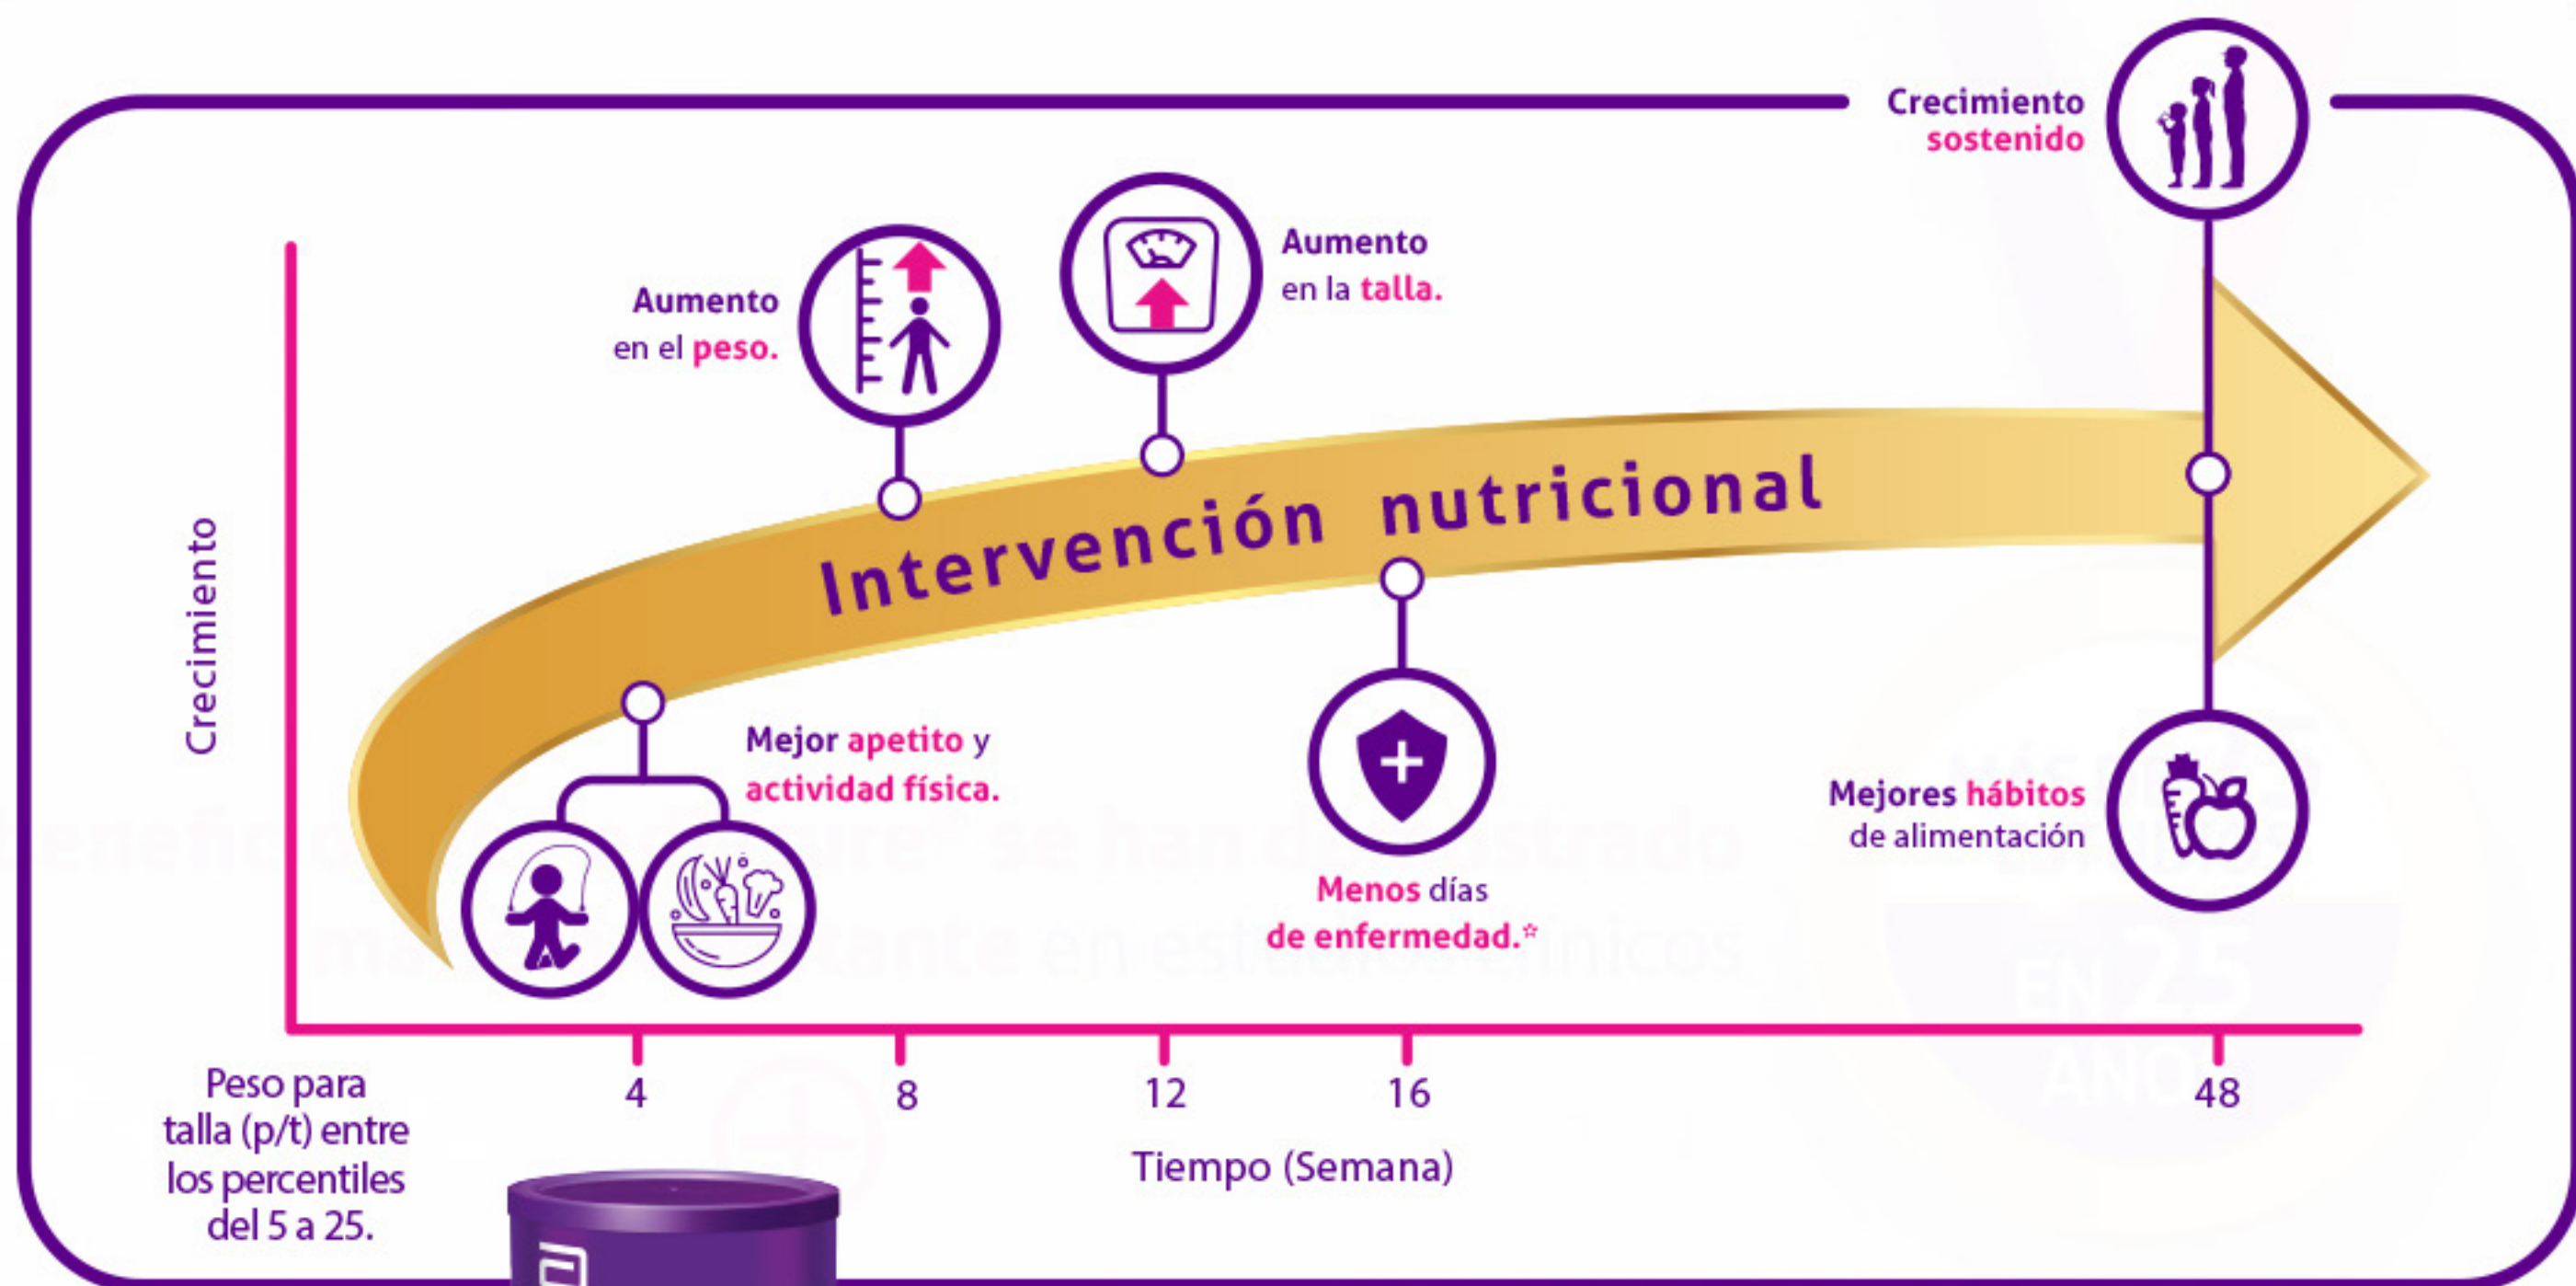 Crecimiento
sostenido
Aumento
en el peso.
Aumento
en la talla.
Intervención nutricional
Crecimiento
Mejor apetito y
actividad física.
Menos días
de enfermedad.*
Mejores hábitos
de alimentación
4
8
12
16
48
Tiempo (Semana)
Peso para
talla (p/t) entre
los percentiles
del 5 a 25.